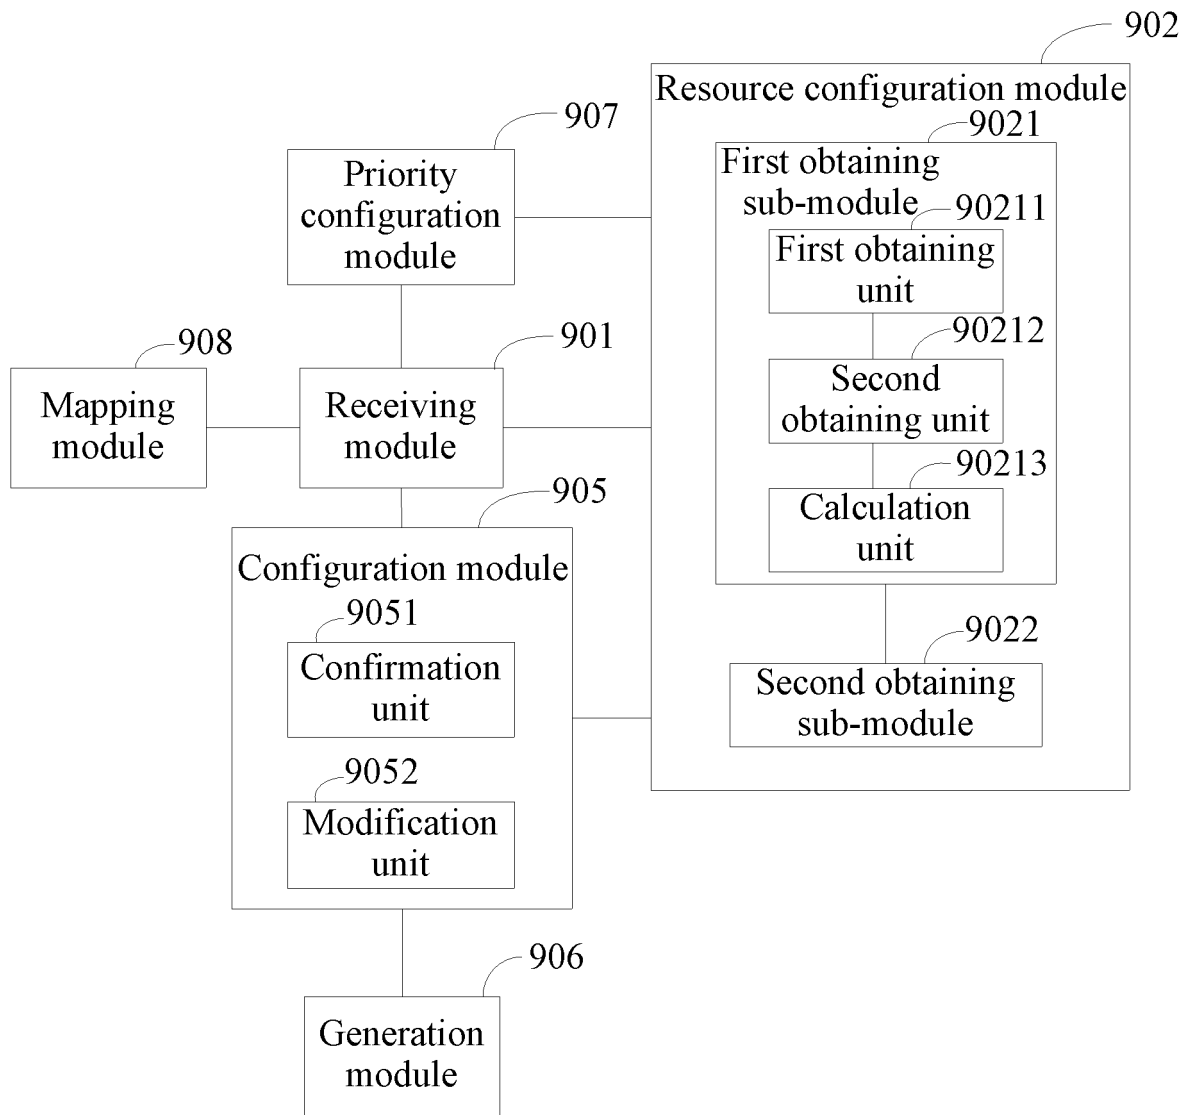 902
Resource configuration module
907
Priority
configuration
module
9021
First obtaining
sub-module
90211
First obtaining
unit
908
Mapping
module
901
Receiving
module
90212
Second
obtaining unit
90213
Calculation
unit
905
Configuration module
9051
Confirmation
unit
9022
Second obtaining
sub-module
9052
Modification
unit
906
Generation
module